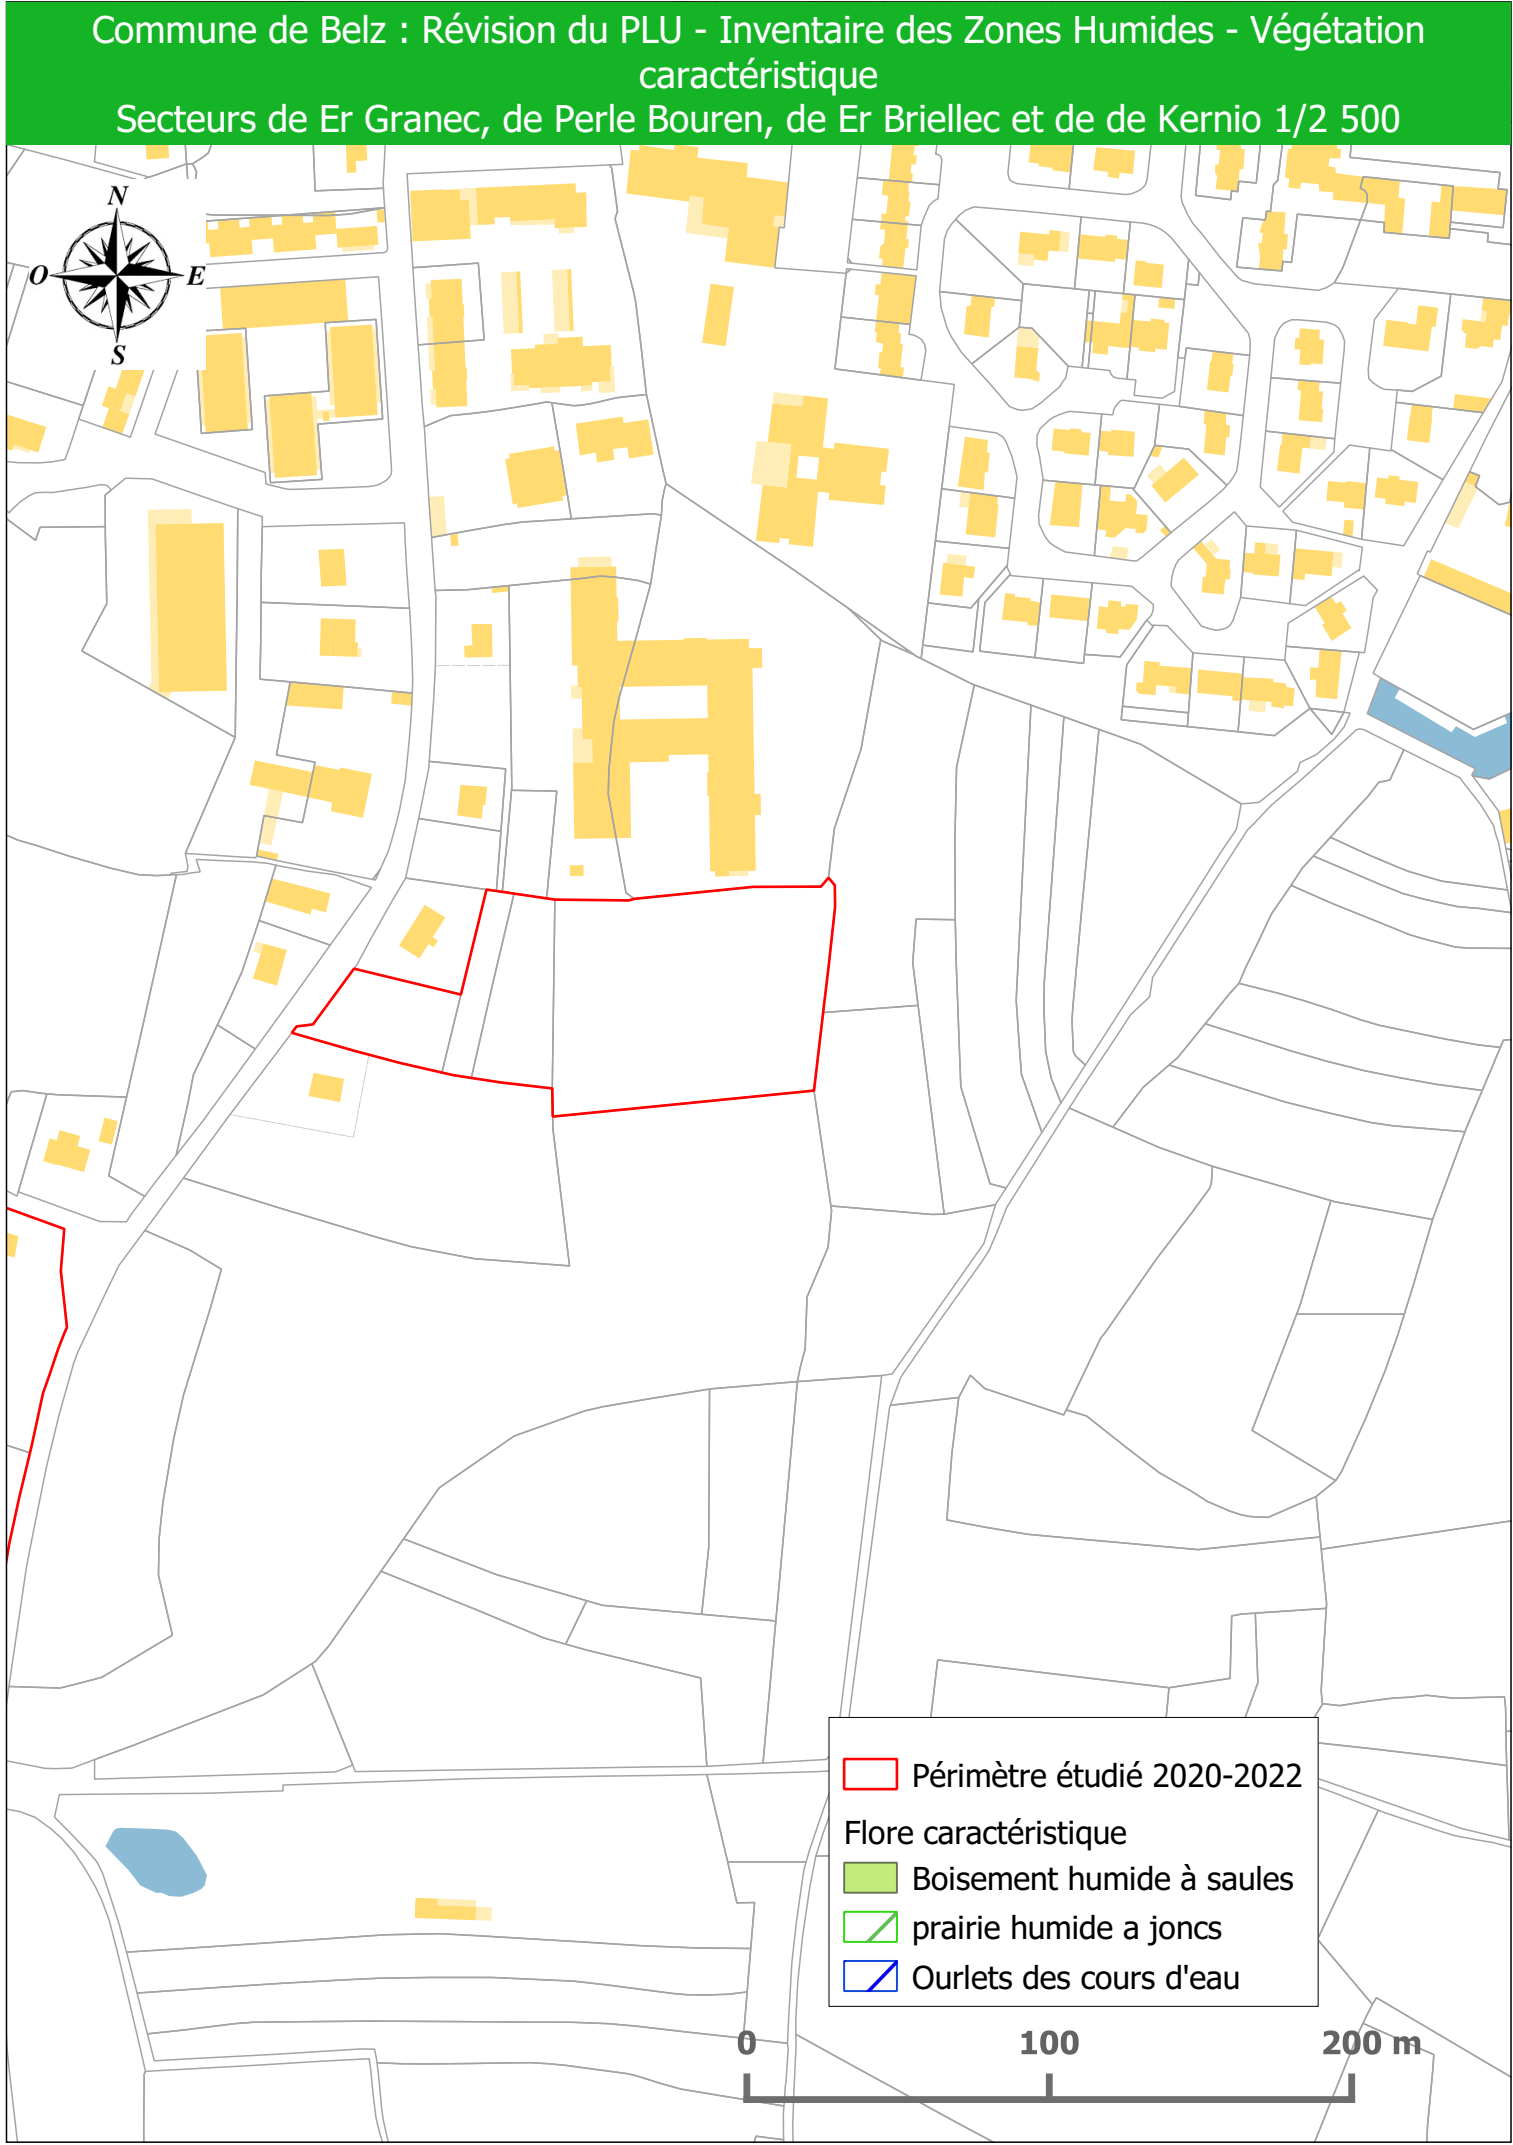 Commune de Belz : Révision du PLU - Inventaire des Zones Humides - Végétation
caractéristique
Secteurs de Er Granec, de Perle Bouren, de Er Briellec et de de Kernio 1/2 500
N
O
E
S
Périmètre étudié 2020-2022
Flore caractéristique
Boisement humide à saules
prairie humide a joncs
Ourlets des cours d'eau
0 100 200 m